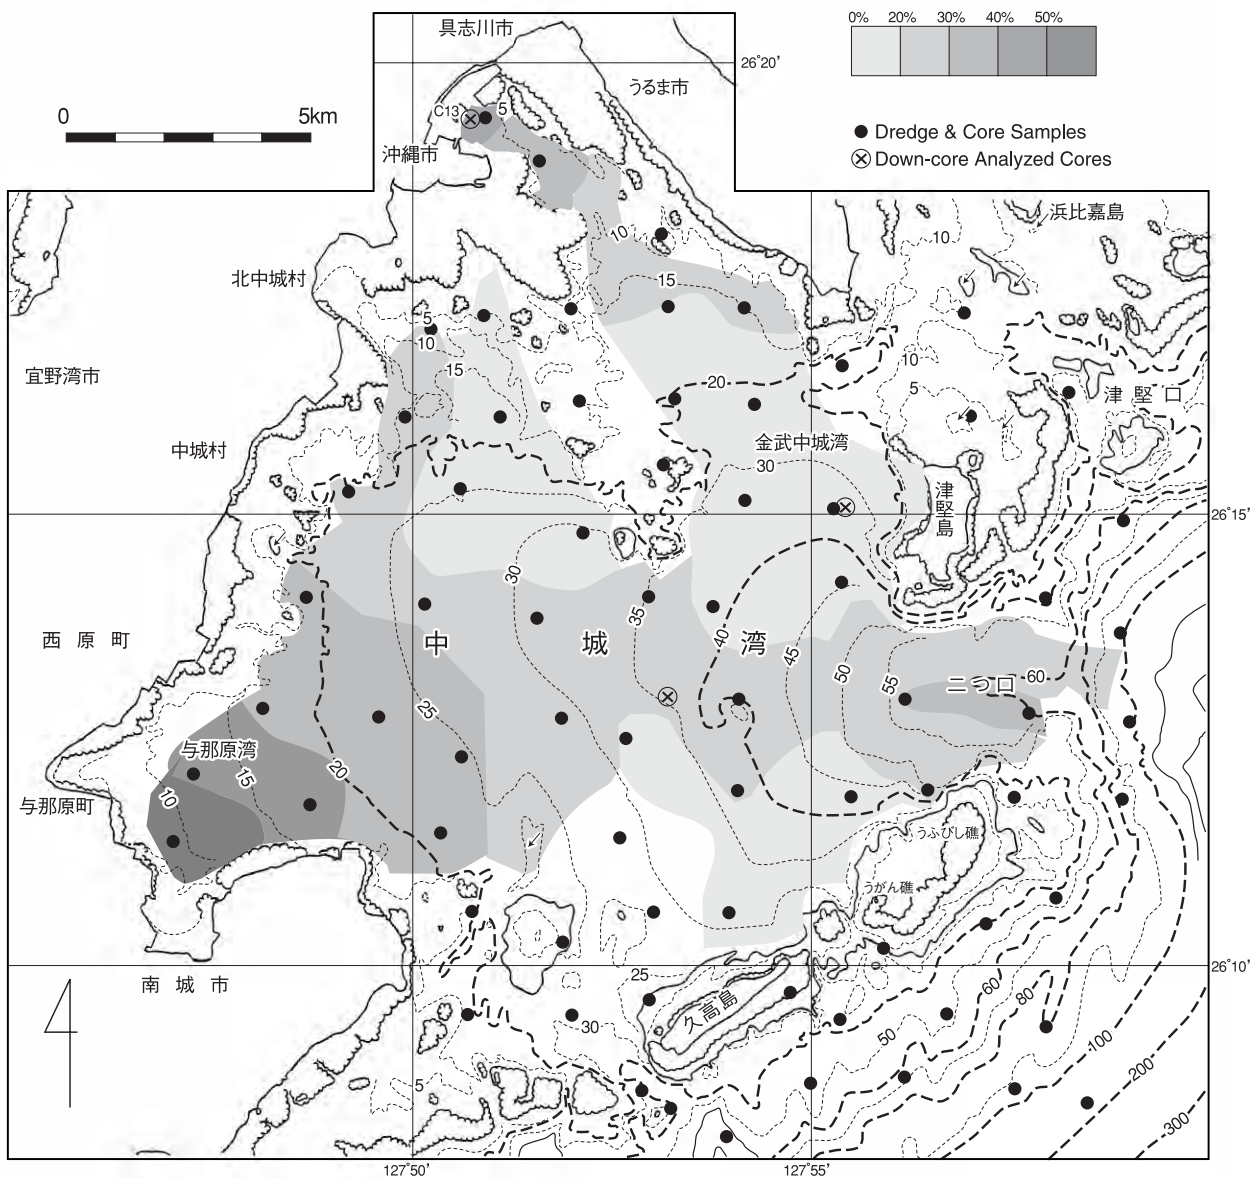 具志川市
0% 20% 30% 40% 50%
26°20'
うるま市
0 5km
C13
5
Dredge & Core Samples
Down-core Analyzed Cores
沖縄市
浜比嘉島
10
10
北中城村
15
5
10
10
15
20
5
宜野湾市
津堅口
中城村
金武中城湾
30
津堅島
26°15'
30
35
40
45
50
55
60
西原町
中城湾
二つ口
25
与那原湾
20
15
10
与那原町
うふびし礁
うがん礁
26°10'
南城市
25
久高島
30
50
60
80
100
200
300
5
127°50'
127°55'